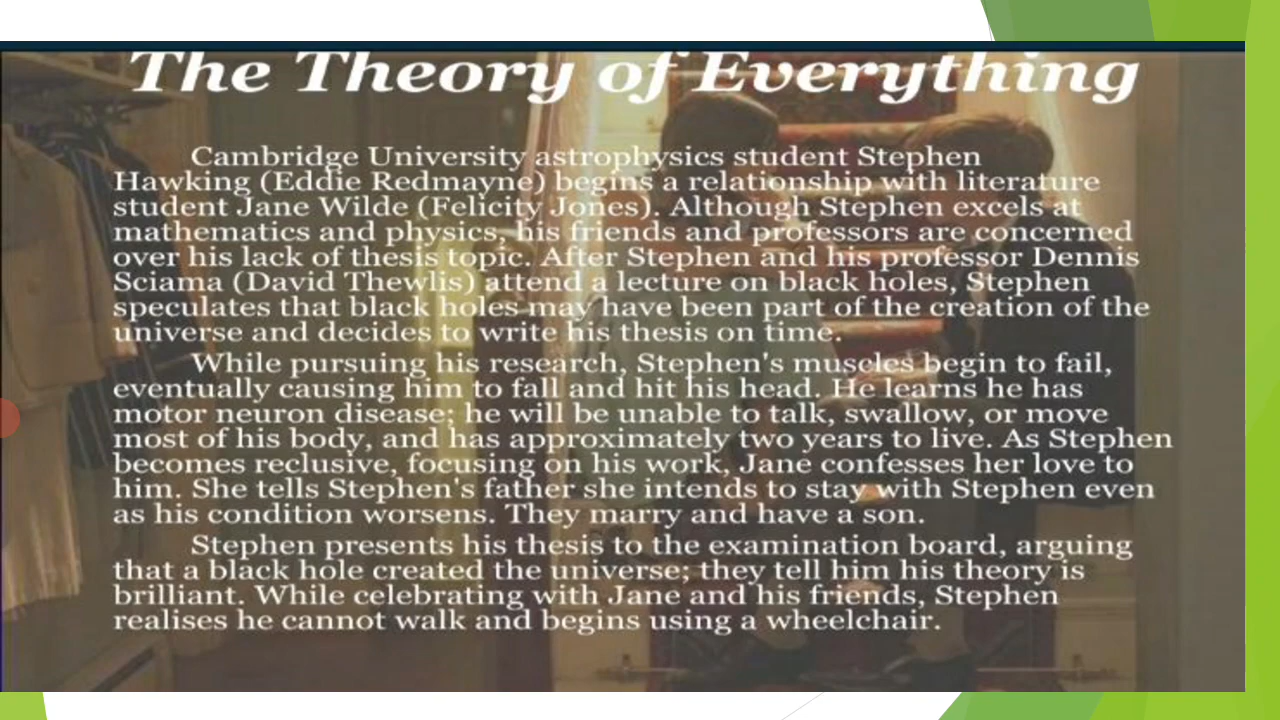 The Theory of Everything
Cambridge University astrophysics student Stephen
Hawking (Eddie Redmayne) begins a relationship with literature
student Jane Wilde (Felicity Jones). Although Stephen excels at
mathematics and physics, his friends and professors are concerned
over his lack of thesis topic. After Stephen and his professor Dennis
Sciama (David Thewlis) attend a lecture on black holes, Stephen
speculates that black holes may have been part of the creation of the
universe and decides to write his thesis on time.
While pursuing his research, Stephen's muscles begin to fail,
eventually causing him to fall and hit his head. He learns he has
motor neuron disease; he will be unable to talk, swallow, or move
most of his body, and has approximately two years to live. As Stephen
becomes reclusive, focusing on his work, Jane confesses her love to
him. She tells Stephen's father she intends to stay with Stephen even
as his condition worsens. They marry and have a son.
Stephen presents his thesis to the examination board, arguing
that a black hole created the universe; they tell him his theory is
brilliant. While celebrating with Jane and his friends, Stephen
realises he cannot walk and begins using a wheelchair.